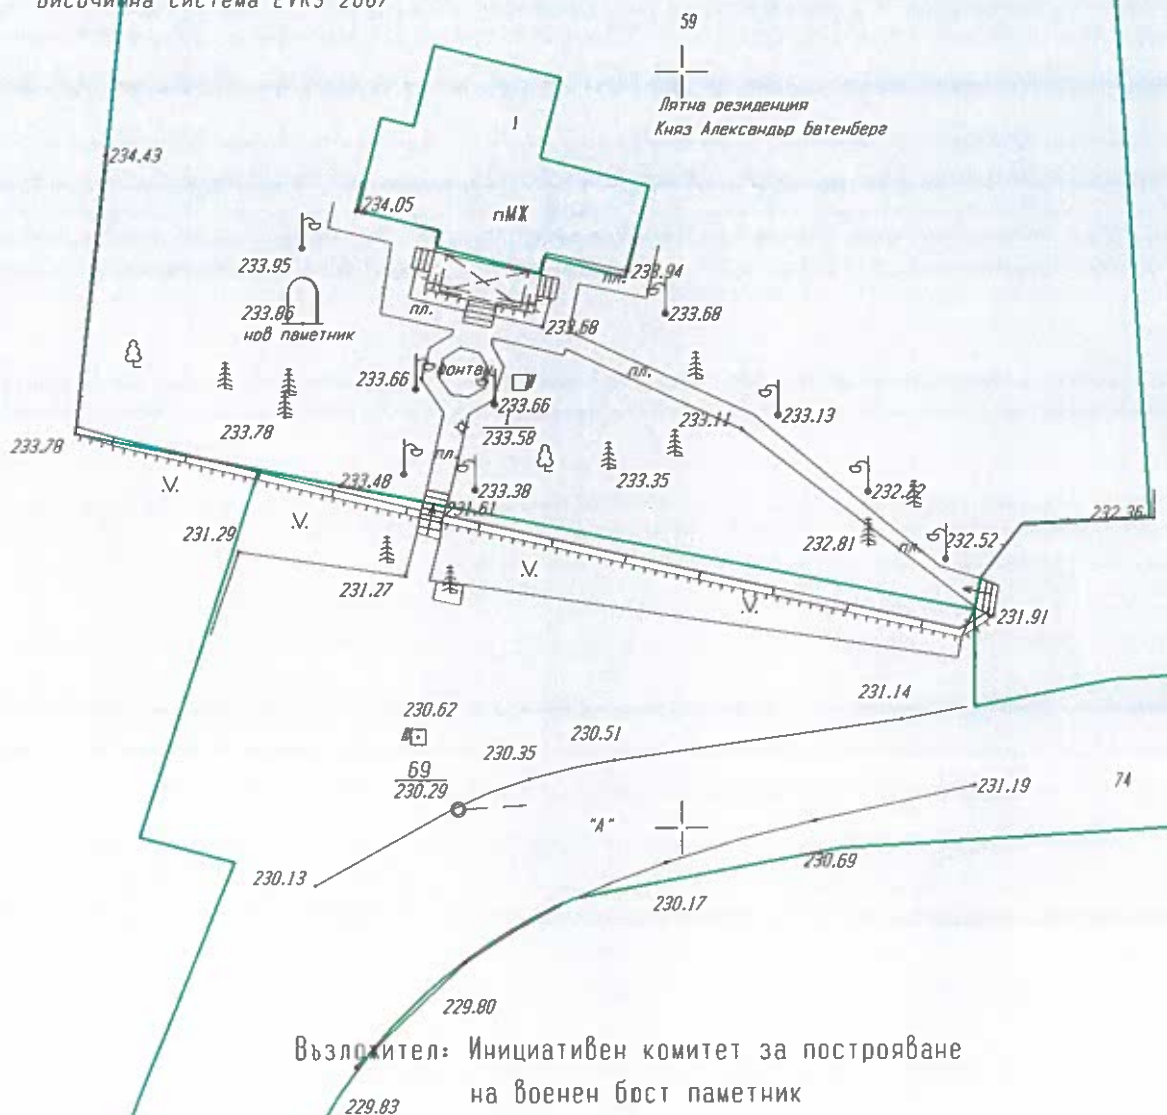 Височинна система EVRS 2007
59
Лятна резиденция
Княз Александър Батенберг
1
234.43
234.05
пМЖ
233.95
233.94
пл.
233.86
нов паметник
пл.
233.68
233.68
фонтан
пл.
233.66
233.66
233.11
233.13
233.78
233.58
233.78
пл.
233.35
V.
233.48
233.38
232.82
231.61
232.36
V.
231.29
232.81
232.52
пл.
V.
231.27
V.
231.91
231.14
230.62
230.51
230.35
69
230.29
231.19
74
"А"
230.13
230.69
230.17
229.80
Възложител: Инициативен комитет за построяване
на военен бюст паметник
229.83